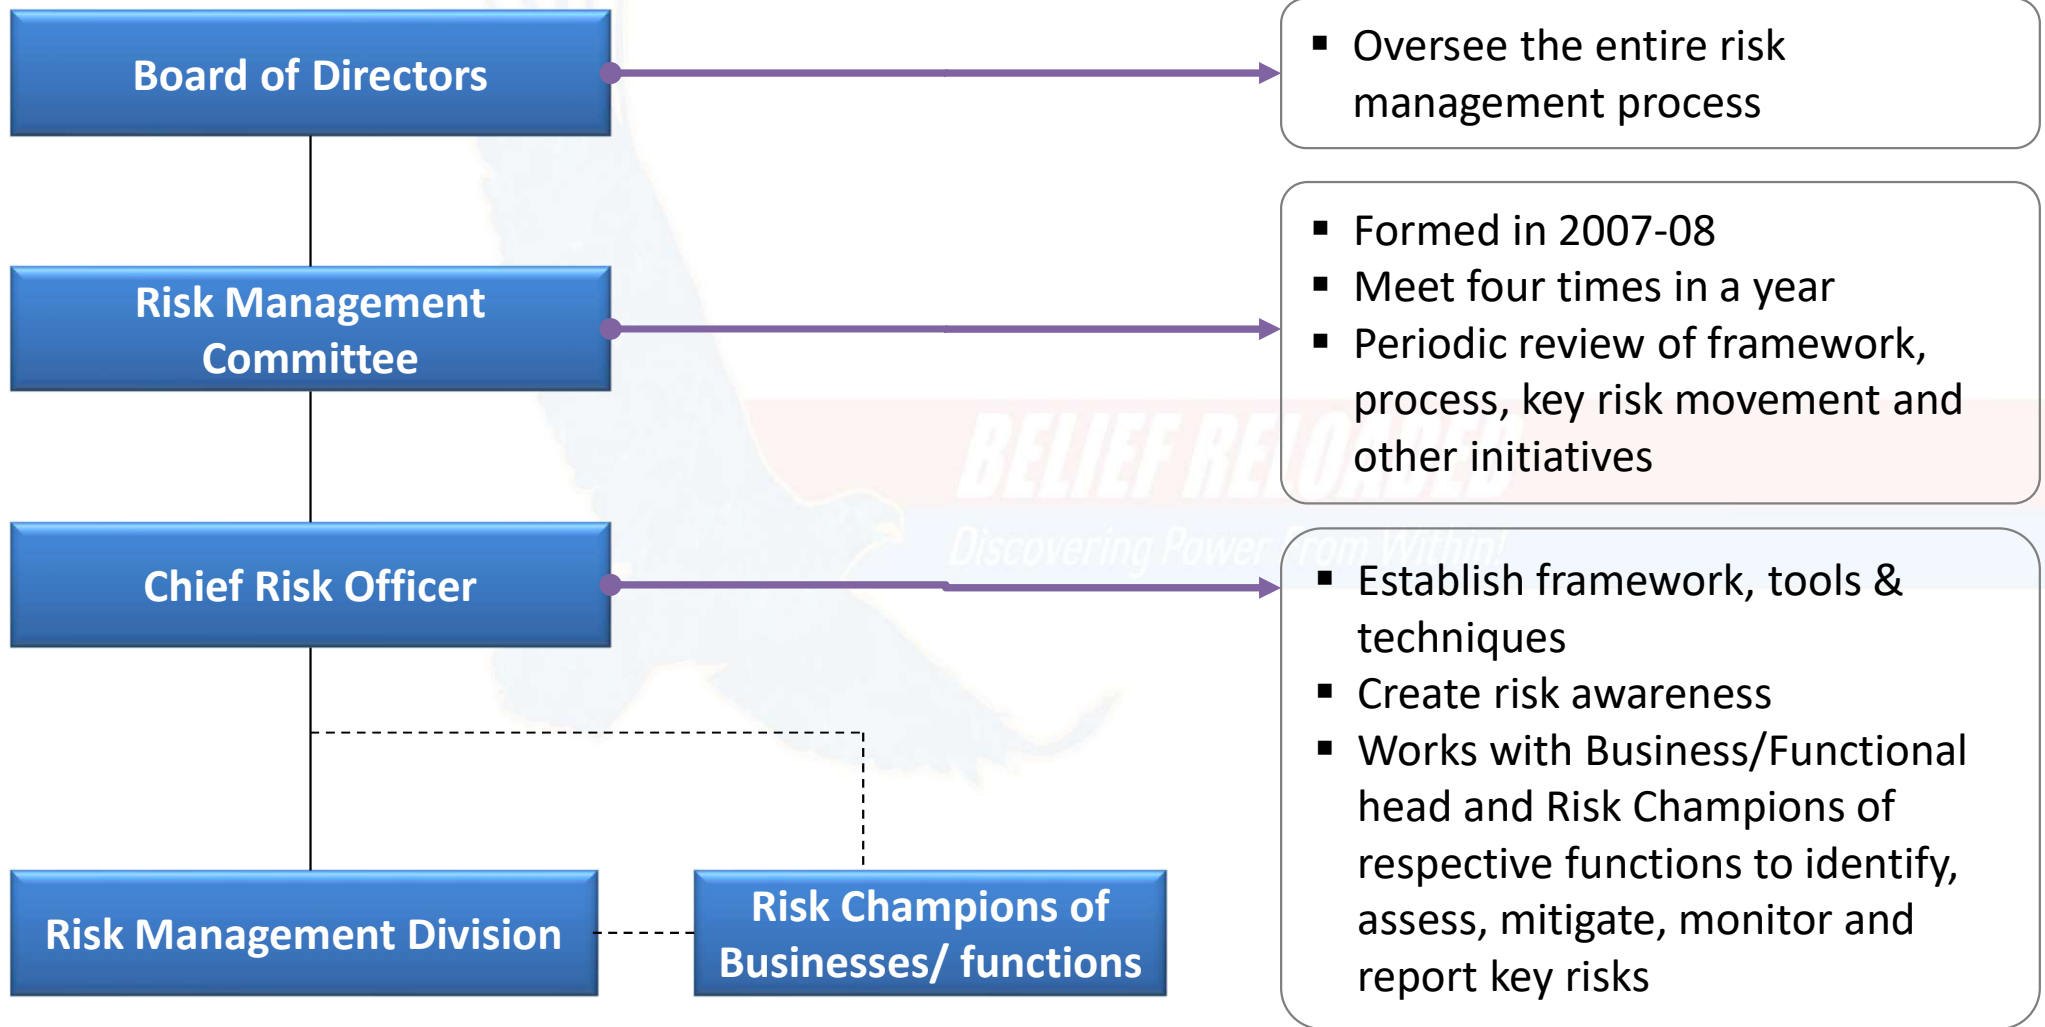 Board of Directors
▪ Oversee the entire risk
management process
Risk Management
Committee
▪ Formed in 2007-08
▪ Meet four times in a year
▪ Periodic review of framework,
process, key risk movement and
other initiatives
BELIEF RELOADED
Discovering Power From Within!
Chief Risk Officer
▪ Establish framework, tools &
techniques
▪ Create risk awareness
▪ Works with Business/Functional
head and Risk Champions of
respective functions to identify,
assess, mitigate, monitor and
report key risks
Risk Management Division
Risk Champions of
Businesses/ functions